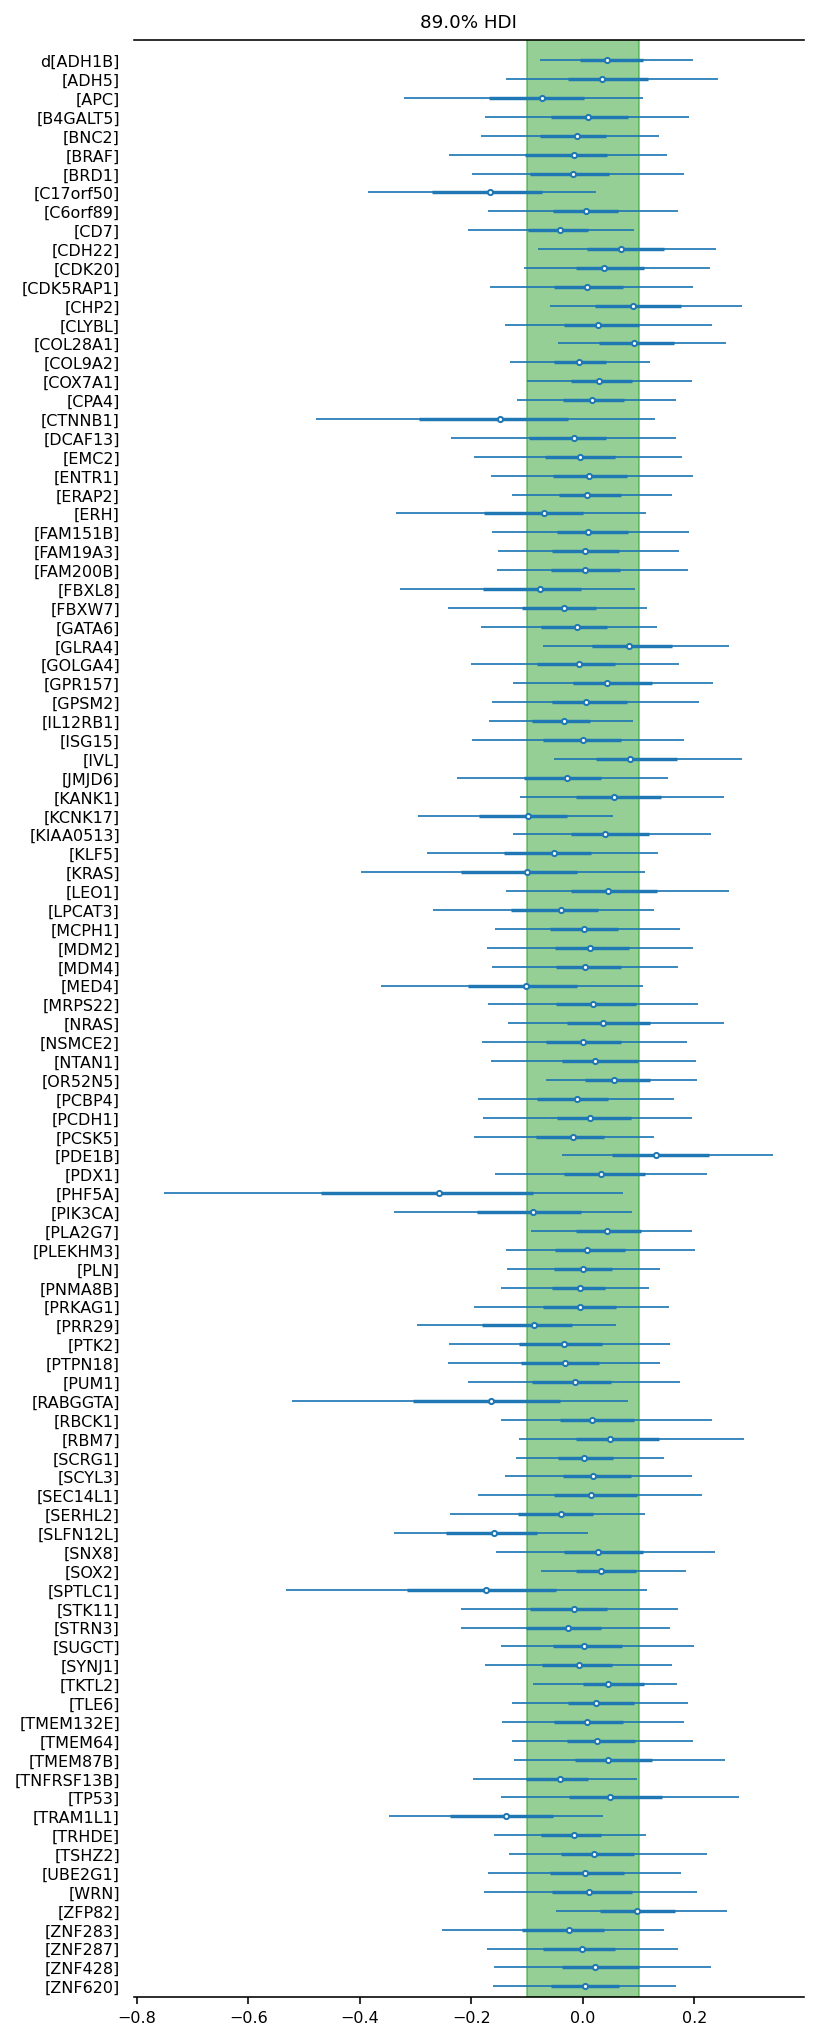 89.0% HDI
d[ADH1B]
[ADH5]
[APC]
[B4GALT5]
[BNC2]
[BRAF]
[BRD1]
[C17orf50]
[C6orf89]
[CD7]
[CDH22]
[CDK20]
[CDK5RAP1]
[CHP2]
[CLYBL]
[COL28A1]
[COL9A2]
[COX7A1]
[CPA4]
[CTNNB1]
[DCAF13]
[EMC2]
[ENTR1]
[ERAP2]
[ERH]
[FAM151B]
[FAM19A3]
[FAM200B]
[FBXL8]
[FBXW7]
[GATA6]
[GLRA4]
[GOLGA4]
[GPR157]
[GPSM2]
[IL12RB1]
[ISG15]
[IVL]
[JMJD6]
[KANK1]
[KCNK17]
[KIAA0513]
[KLF5]
[KRAS]
[LEO1]
[LPCAT3]
[MCPH1]
[MDM2]
[MDM4]
[MED4]
[MRPS22]
[NRAS]
[NSMCE2]
[NTAN1]
[OR52N5]
[PCBP4]
[PCDH1]
[PCSK5]
[PDE1B]
[PDX1]
[PHF5A]
[PIK3CA]
[PLA2G7]
[PLEKHM3]
[PLN]
[PNMA8B]
[PRKAG1]
[PRR29]
[PTK2]
[PTPN18]
[PUM1]
[RABGGTA]
[RBCK1]
[RBM7]
[SCRG1]
[SCYL3]
[SEC14L1]
[SERHL2]
[SLFN12L]
[SNX8]
[SOX2]
[SPTLC1]
[STK11]
[STRN3]
[SUGCT]
[SYNJ1]
[TKTL2]
[TLE6]
[TMEM132E]
[TMEM64]
[TMEM87B]
[TNFRSF13B]
[TP53]
[TRAM1L1]
[TRHDE]
[TSHZ2]
[UBE2G1]
[WRN]
[ZFP82]
[ZNF283]
[ZNF287]
[ZNF428]
[ZNF620]
−0.8 −0.6 −0.4 −0.2 0.0 0.2